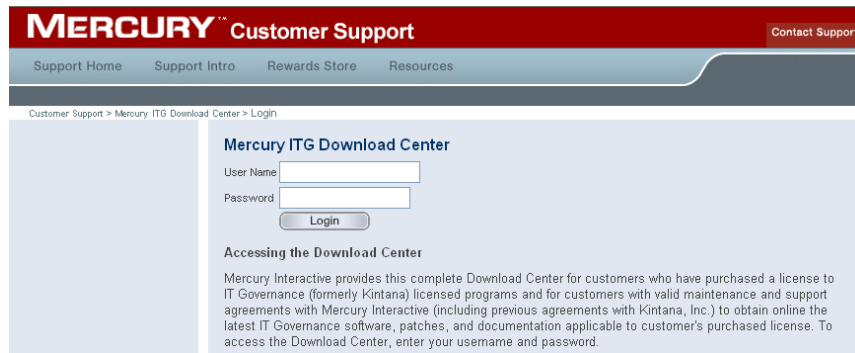 MERCURY™ Customer Support
Contact Suppor
Support Home Support Intro Rewards Store Resources
Customer Support > Mercury ITG Download Center > Login
Mercury ITG Download Center
User Name
Password
Login
Accessing the Download Center
Mercury Interactive provides this complete Download Center for customers who have purchased a license to
IT Governance (formerly Kintana) licensed programs and for customers with valid maintenance and support
agreements with Mercury Interactive (including previous agreements with Kintana, Inc.) to obtain online the
latest IT Governance software, patches, and documentation applicable to customer's purchased license. To
access the Download Center, enter your username and password.